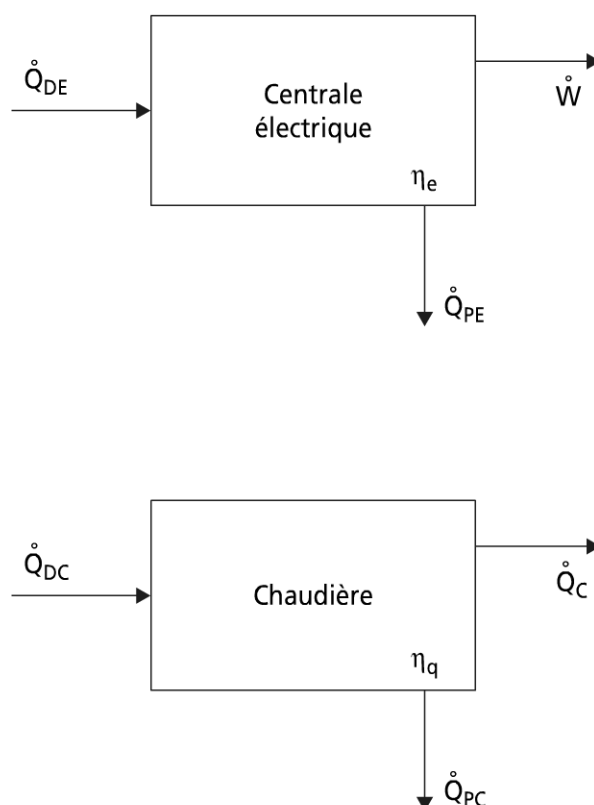 Q̊DE
Centrale
électrique
W̊
ηe
Q̊PE
Q̊DC
Chaudière
Q̊C
ηq
Q̊PC